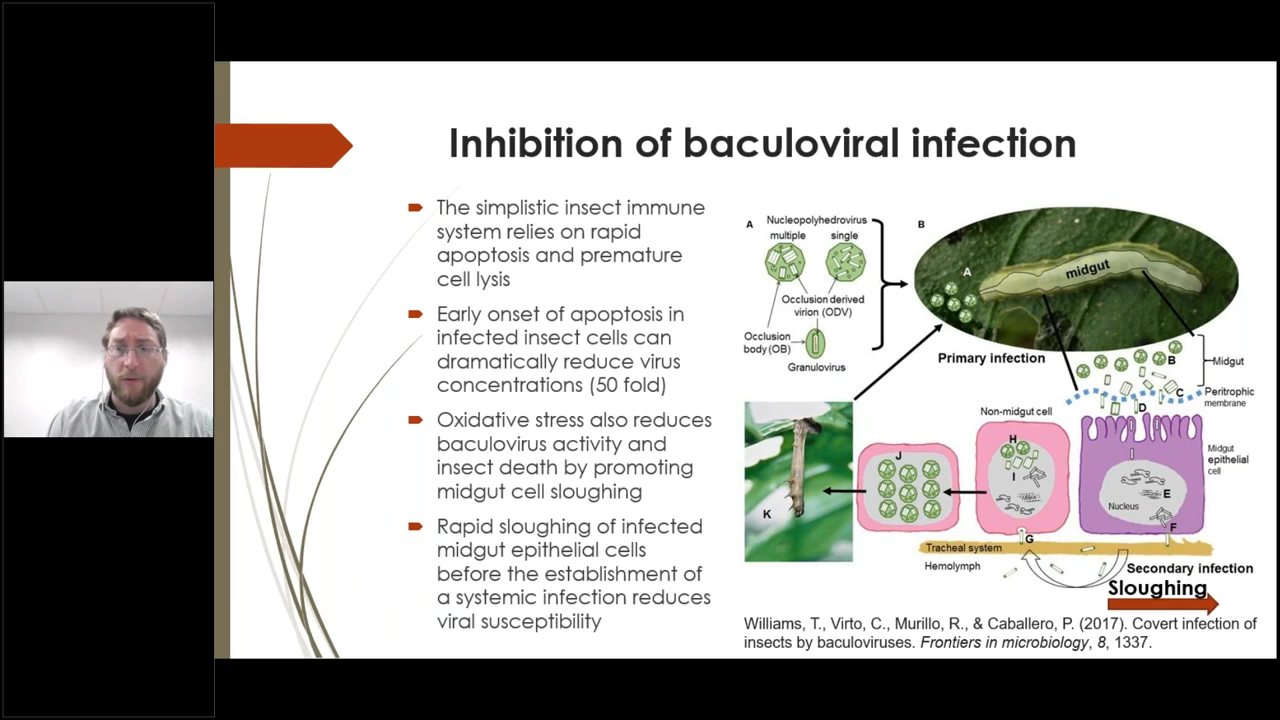 Inhibition of baculoviral infection
The simplistic insect immune
system relies on rapid
apoptosis and premature
cell lysis
Early onset of apoptosis in
infected insect cells can
dramatically reduce virus
concentrations (50 fold)
Oxidative stress also reduces
baculovirus activity and
insect death by promoting
midgut cell sloughing
Rapid sloughing of infected
midgut epithelial cells
before the establishment of
a systemic infection reduces
viral susceptibility
A
Nucleopolyhedrovirus
multiple
single
Occlusion derived
virion (ODV)
Occlusion
body (OB)
Granulovirus
B
A
midgut
Primary infection
B
Midgut
C
Peritrophic
membrane
D
Non-midgut cell
H
I
J
K
Midgut
epithelial
cell
E
Nucleus
F
G
Tracheal system
Hemolymph
Secondary infection
Sloughing
Williams, T., Virto, C., Murillo, R., & Caballero, P. (2017). Covert infection of
insects by baculoviruses. Frontiers in microbiology, 8, 1337.